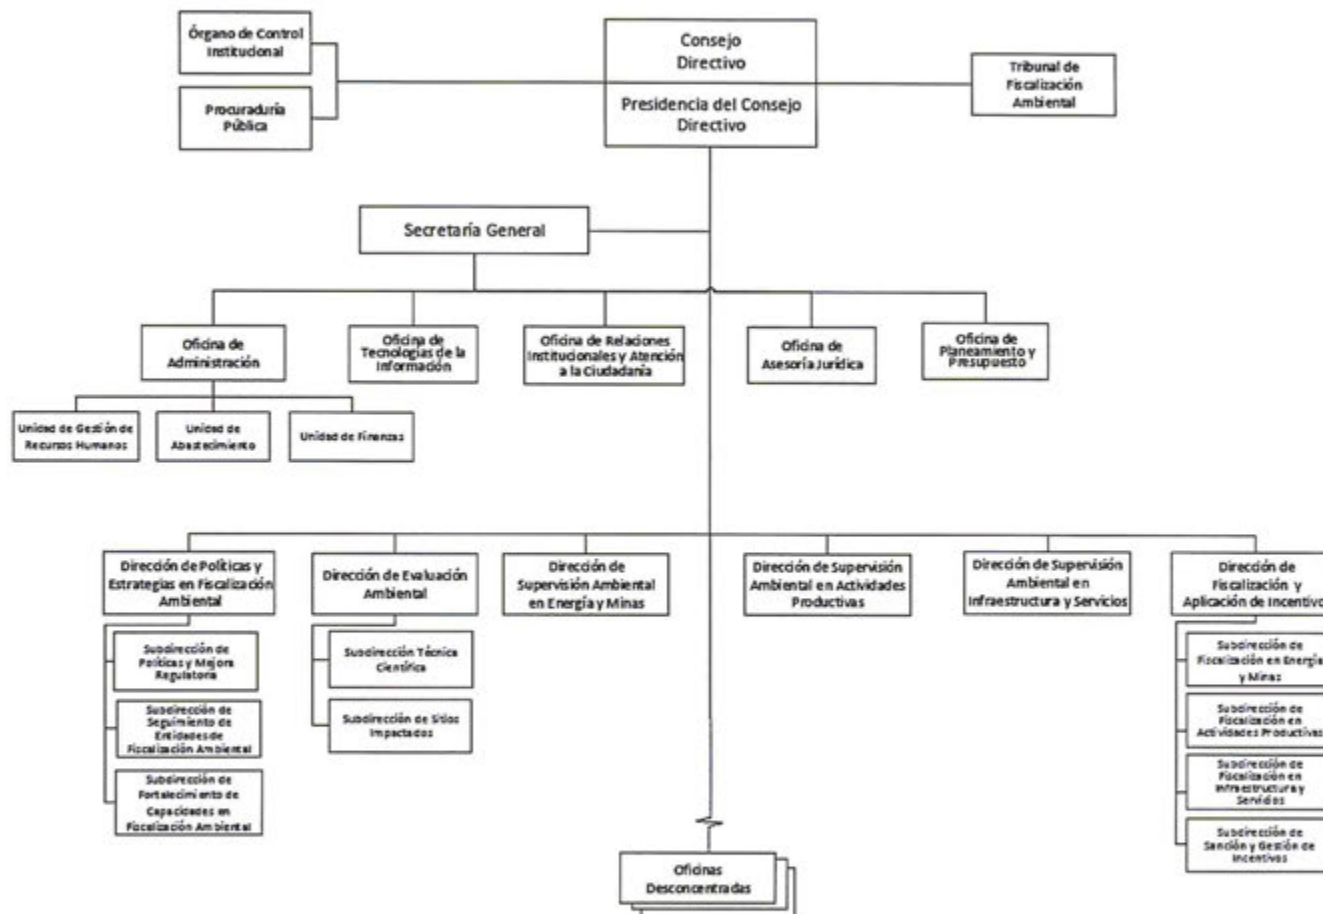 Órgano de Control
Institucional
Procuraduría
Pública
Consejo
Directivo
Presidencia del Consejo
Directivo
Tribunal de
Fiscalización
Ambiental
Secretaría General
Oficina de
Administración
Oficina de
Tecnologías de la
Información
Oficina de Relaciones
Institucionales y Atención
a la Ciudadanía
Oficina de
Asesoría Jurídica
Oficina de
Planeamiento y
Presupuesto
Unidad de Gestión de
Recursos Humanos
Unidad de
Abastecimiento
Unidad de Finanzas
Dirección de Políticas y
Estrategias en Fiscalización
Ambiental
Subdirección de
Políticas y Mejora
Regulatoria
Subdirección de
Seguimiento de
Entidades de
Fiscalización Ambiental
Subdirección de
Fortalecimiento de
Capacidades en
Fiscalización Ambiental
Dirección de Evaluación
Ambiental
Subdirección Técnica
Científica
Subdirección de Sitios
Impactados
Dirección de
Supervisión Ambiental
en Energía y Minas
Dirección de Supervisión
Ambiental en Actividades
Productivas
Dirección de Supervisión
Ambiental en
Infraestructura y Servicios
Dirección de
Fiscalización y
Aplicación de Incentivo
Subdirección de
Fiscalización en Energía
y Minas
Subdirección de
Fiscalización en
Actividades Productivas
Subdirección de
Fiscalización en
Infraestructura y
Servicios
Subdirección de
Sanción y Gestión de
Incentivos
Oficinas
Desconcentradas